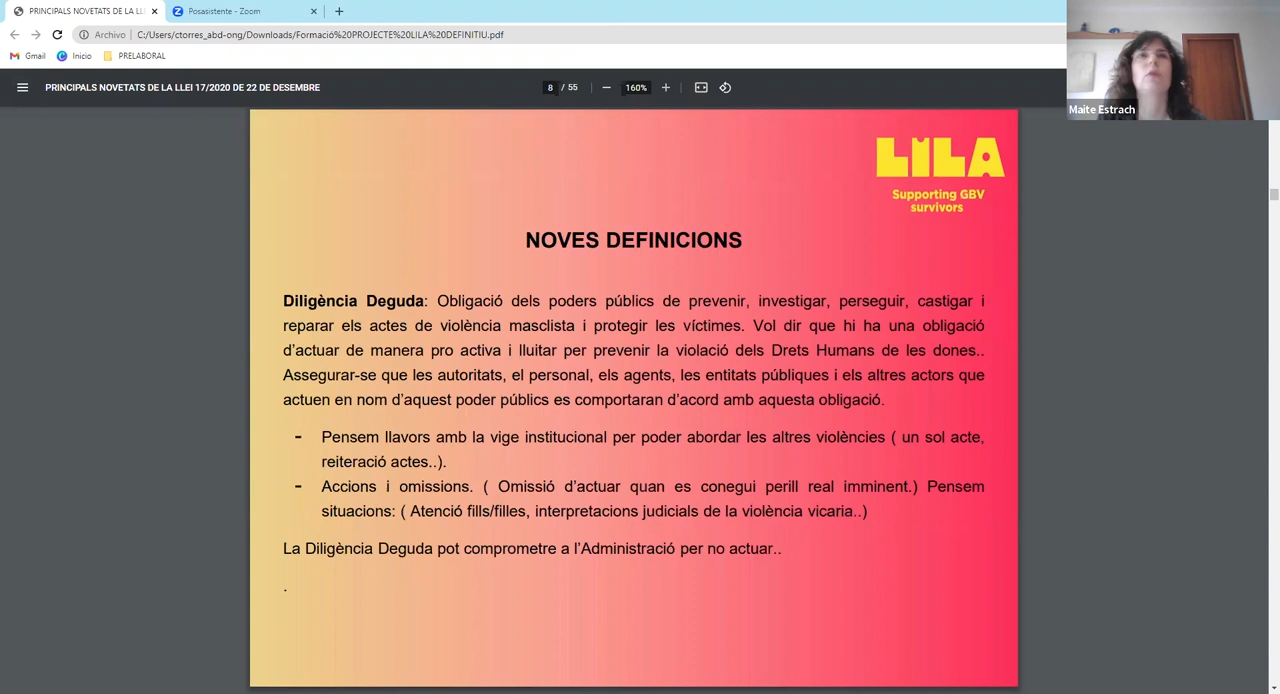 PRINCIPALS NOVETATS DE LA LL
Posasistente - Zoom
Archivo
C:/Users/ctorres_abd-ong/Downloads/Formació%20PROJECTE%20LILA%20DEFINITIU.pdf
Gmail
Inicio
PRELABORAL
PRINCIPALS NOVETATS DE LA LLEI 17/2020 DE 22 DE DESEMBRE
8 / 55
160%
Maite Estrach
LILA
Supporting GBV
survivors
NOVES DEFINICIONS
Diligència Deguda: Obligació dels poders públics de prevenir, investigar, perseguir, castigar i
reparar els actes de violència masclista i protegir les víctimes. Vol dir que hi ha una obligació
d'actuar de manera pro activa i lluitar per prevenir la violació dels Drets Humans de les dones..
Assegurar-se que les autoritats, el personal, els agents, les entitats públiques i els altres actors que
actuen en nom d'aquest poder públics es comportaran d'acord amb aquesta obligació.
- Pensem llavors amb la vige institucional per poder abordar les altres violències ( un sol acte,
reiteració actes..).
- Accions i omissions. ( Omissió d'actuar quan es conegui perill real imminent.) Pensem
situacions: ( Atenció fills/filles, interpretacions judicials de la violència vicaria..)
La Diligència Deguda pot comprometre a l'Administració per no actuar..
.